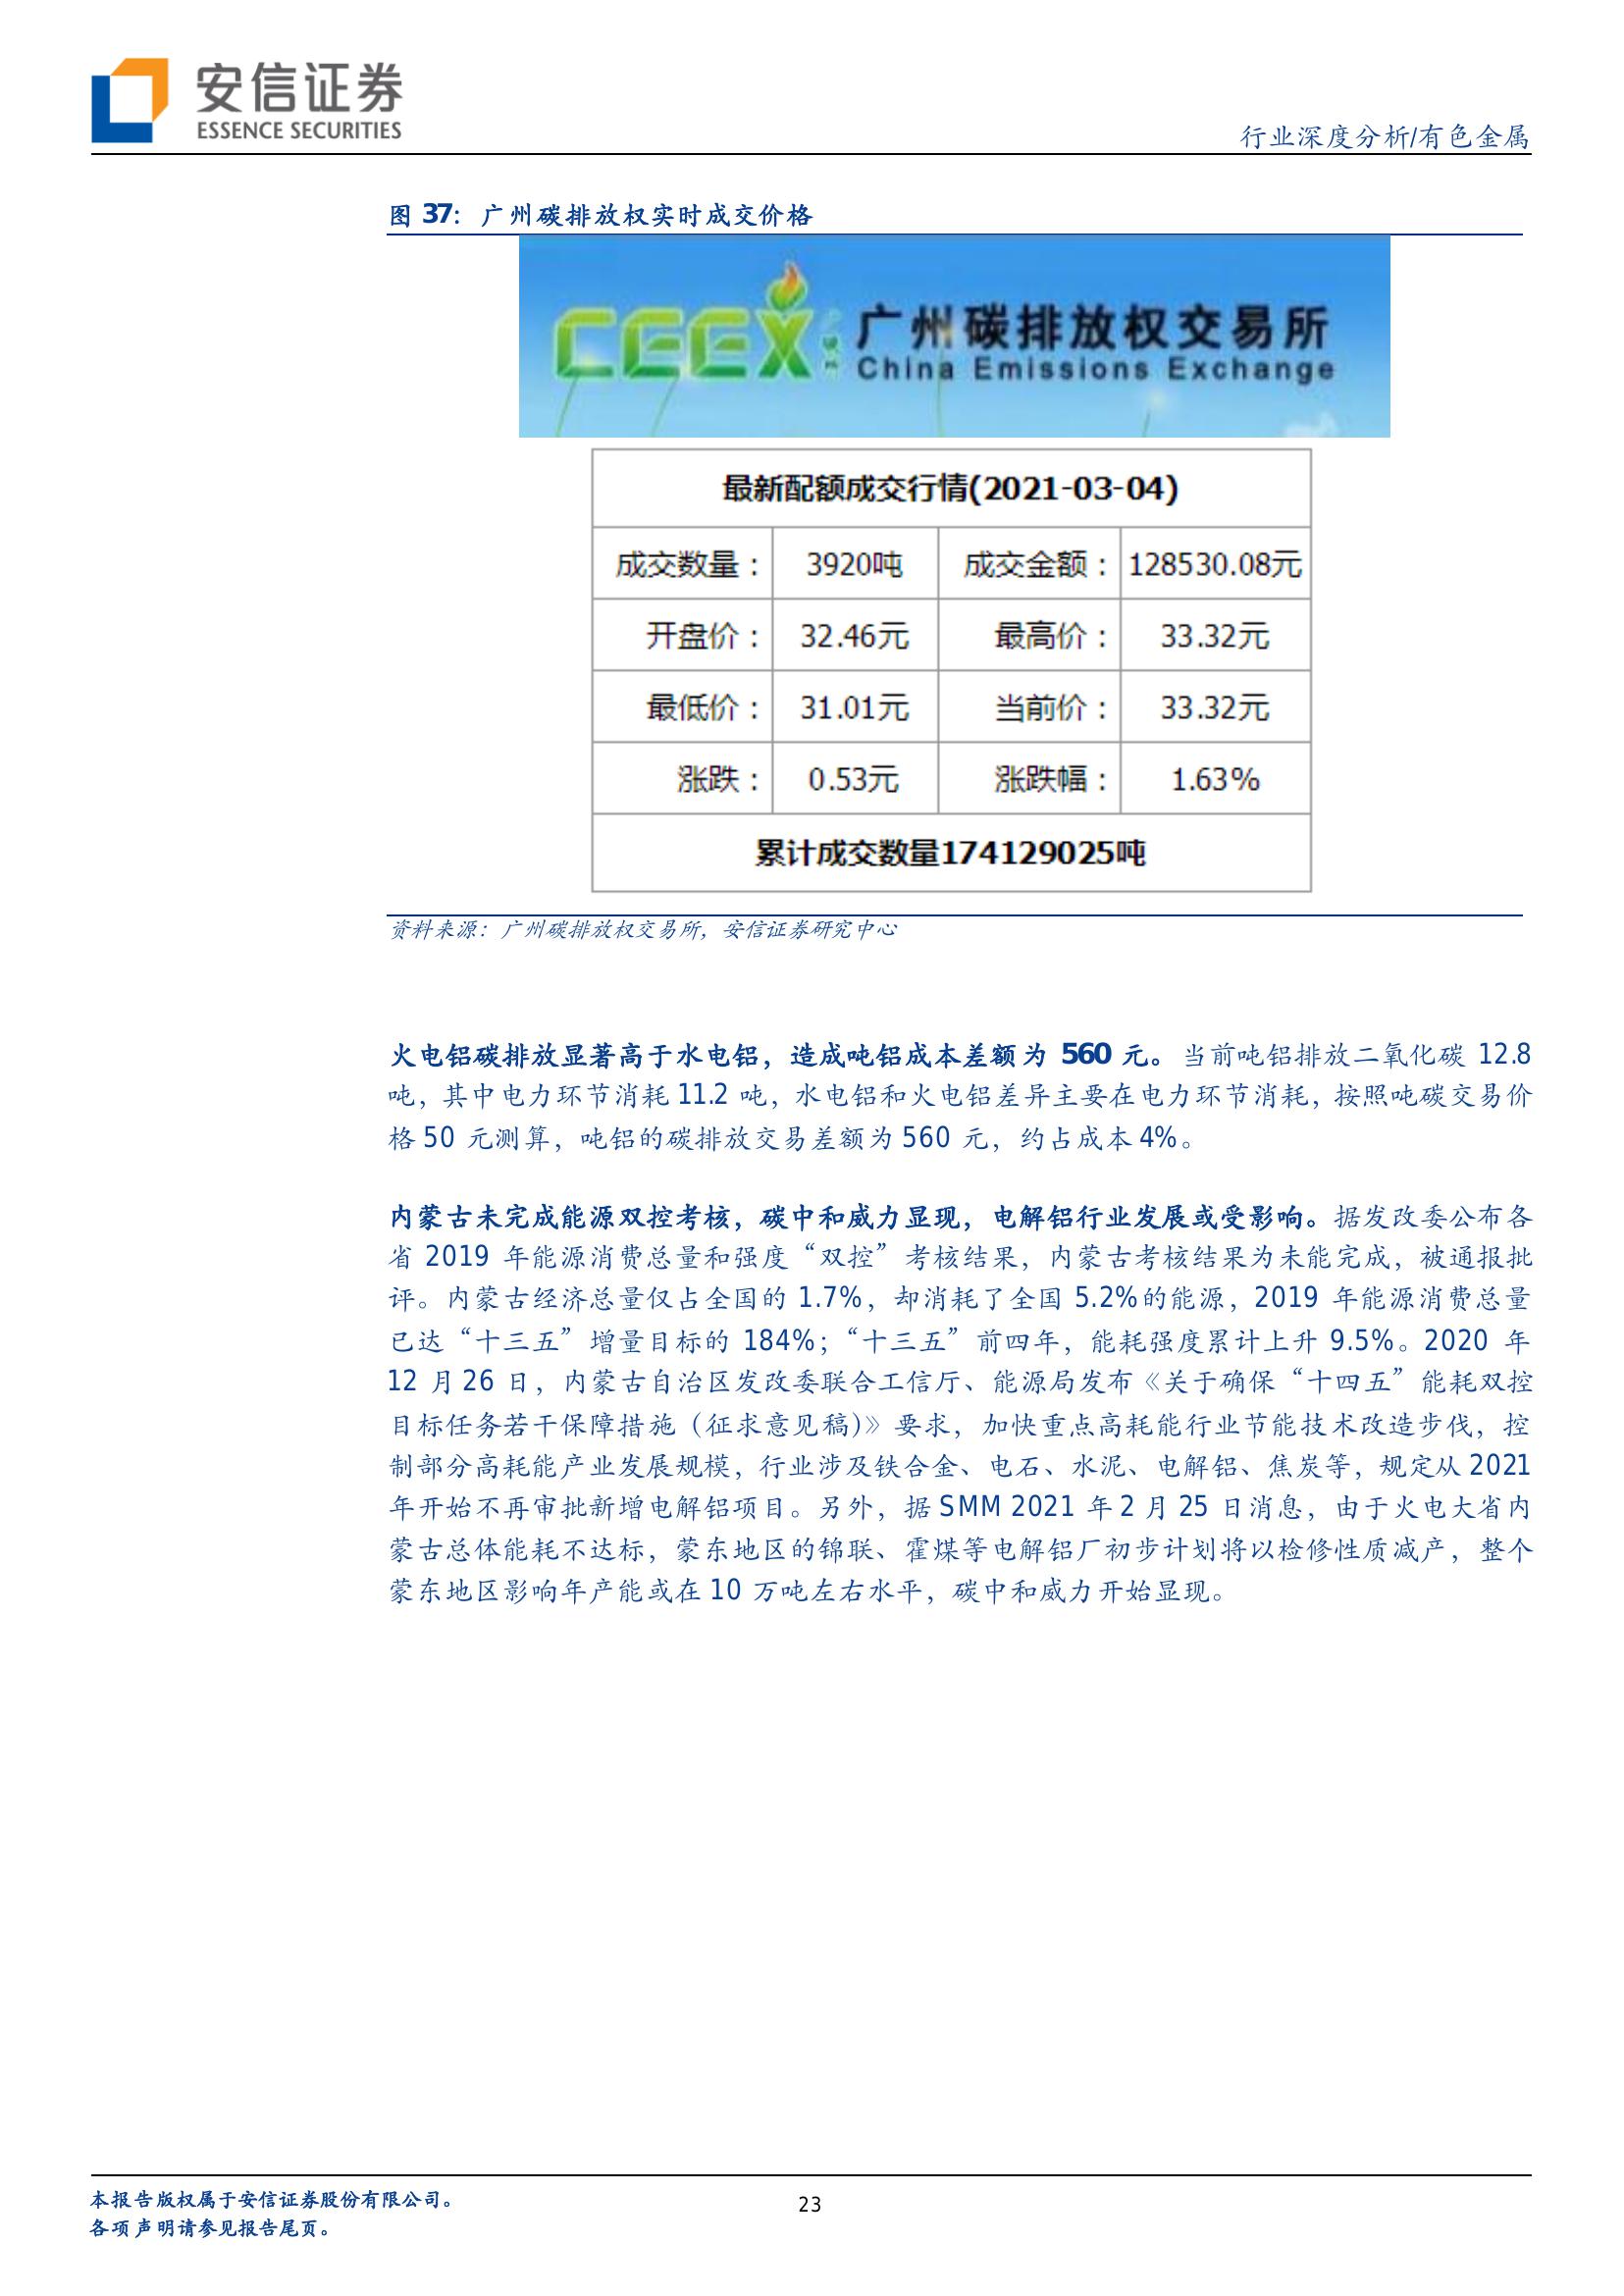 安信证券
ESSENCE SECURITIES
行业深度分析/有色金属
图 37：广州碳排放权实时成交价格
CEEX 广州碳排放权交易所
China Emissions Exchange
最新配额成交行情(2021-03-04)
成交数量： 3920吨 成交金额： 128530.08元
开盘价： 32.46元 最高价： 33.32元
最低价： 31.01元 当前价： 33.32元
涨跌： 0.53元 涨跌幅： 1.63%
累计成交数量174129025吨
资料来源：广州碳排放权交易所，安信证券研究中心
火电铝碳排放显著高于水电铝，造成吨铝成本差额为 560 元。当前吨铝排放二氧化碳 12.8
吨，其中电力环节消耗 11.2 吨，水电铝和火电铝差异主要在电力环节消耗，按照吨碳交易价
格 50 元测算，吨铝的碳排放交易差额为 560 元，约占成本 4%。
内蒙古未完成能源双控考核，碳中和威力显现，电解铝行业发展或受影响。据发改委公布各
省 2019 年能源消费总量和强度“双控”考核结果，内蒙古考核结果为未能完成，被通报批
评。内蒙古经济总量仅占全国的 1.7%，却消耗了全国 5.2%的能源，2019 年能源消费总量
已达“十三五”增量目标的 184%；“十三五”前四年，能耗强度累计上升 9.5%。2020 年
12 月 26 日，内蒙古自治区发改委联合工信厅、能源局发布《关于确保“十四五”能耗双控
目标任务若干保障措施（征求意见稿)》要求，加快重点高耗能行业节能技术改造步伐，控
制部分高耗能产业发展规模，行业涉及铁合金、电石、水泥、电解铝、焦炭等，规定从 2021
年开始不再审批新增电解铝项目。另外，据 SMM 2021 年 2 月 25 日消息，由于火电大省内
蒙古总体能耗不达标，蒙东地区的锦联、霍煤等电解铝厂初步计划将以检修性质减产，整个
蒙东地区影响年产能或在 10 万吨左右水平，碳中和威力开始显现。
本报告版权属于安信证券股份有限公司。
各项声明请参见报告尾页。
23